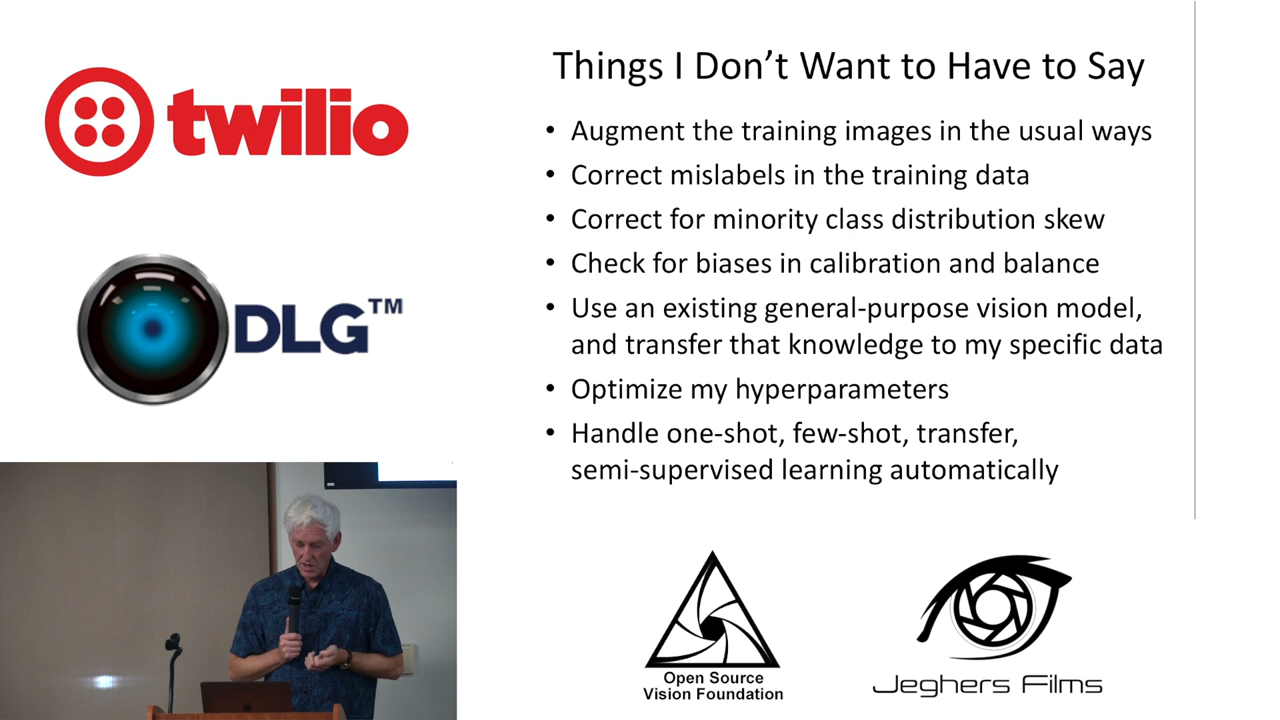 twilio
DLG™
Things I Don’t Want to Have to Say
• Augment the training images in the usual ways
• Correct mislabels in the training data
• Correct for minority class distribution skew
• Check for biases in calibration and balance
• Use an existing general-purpose vision model,
and transfer that knowledge to my specific data
• Optimize my hyperparameters
• Handle one-shot, few-shot, transfer,
semi-supervised learning automatically
Open Source
Vision Foundation
Jeghers Films